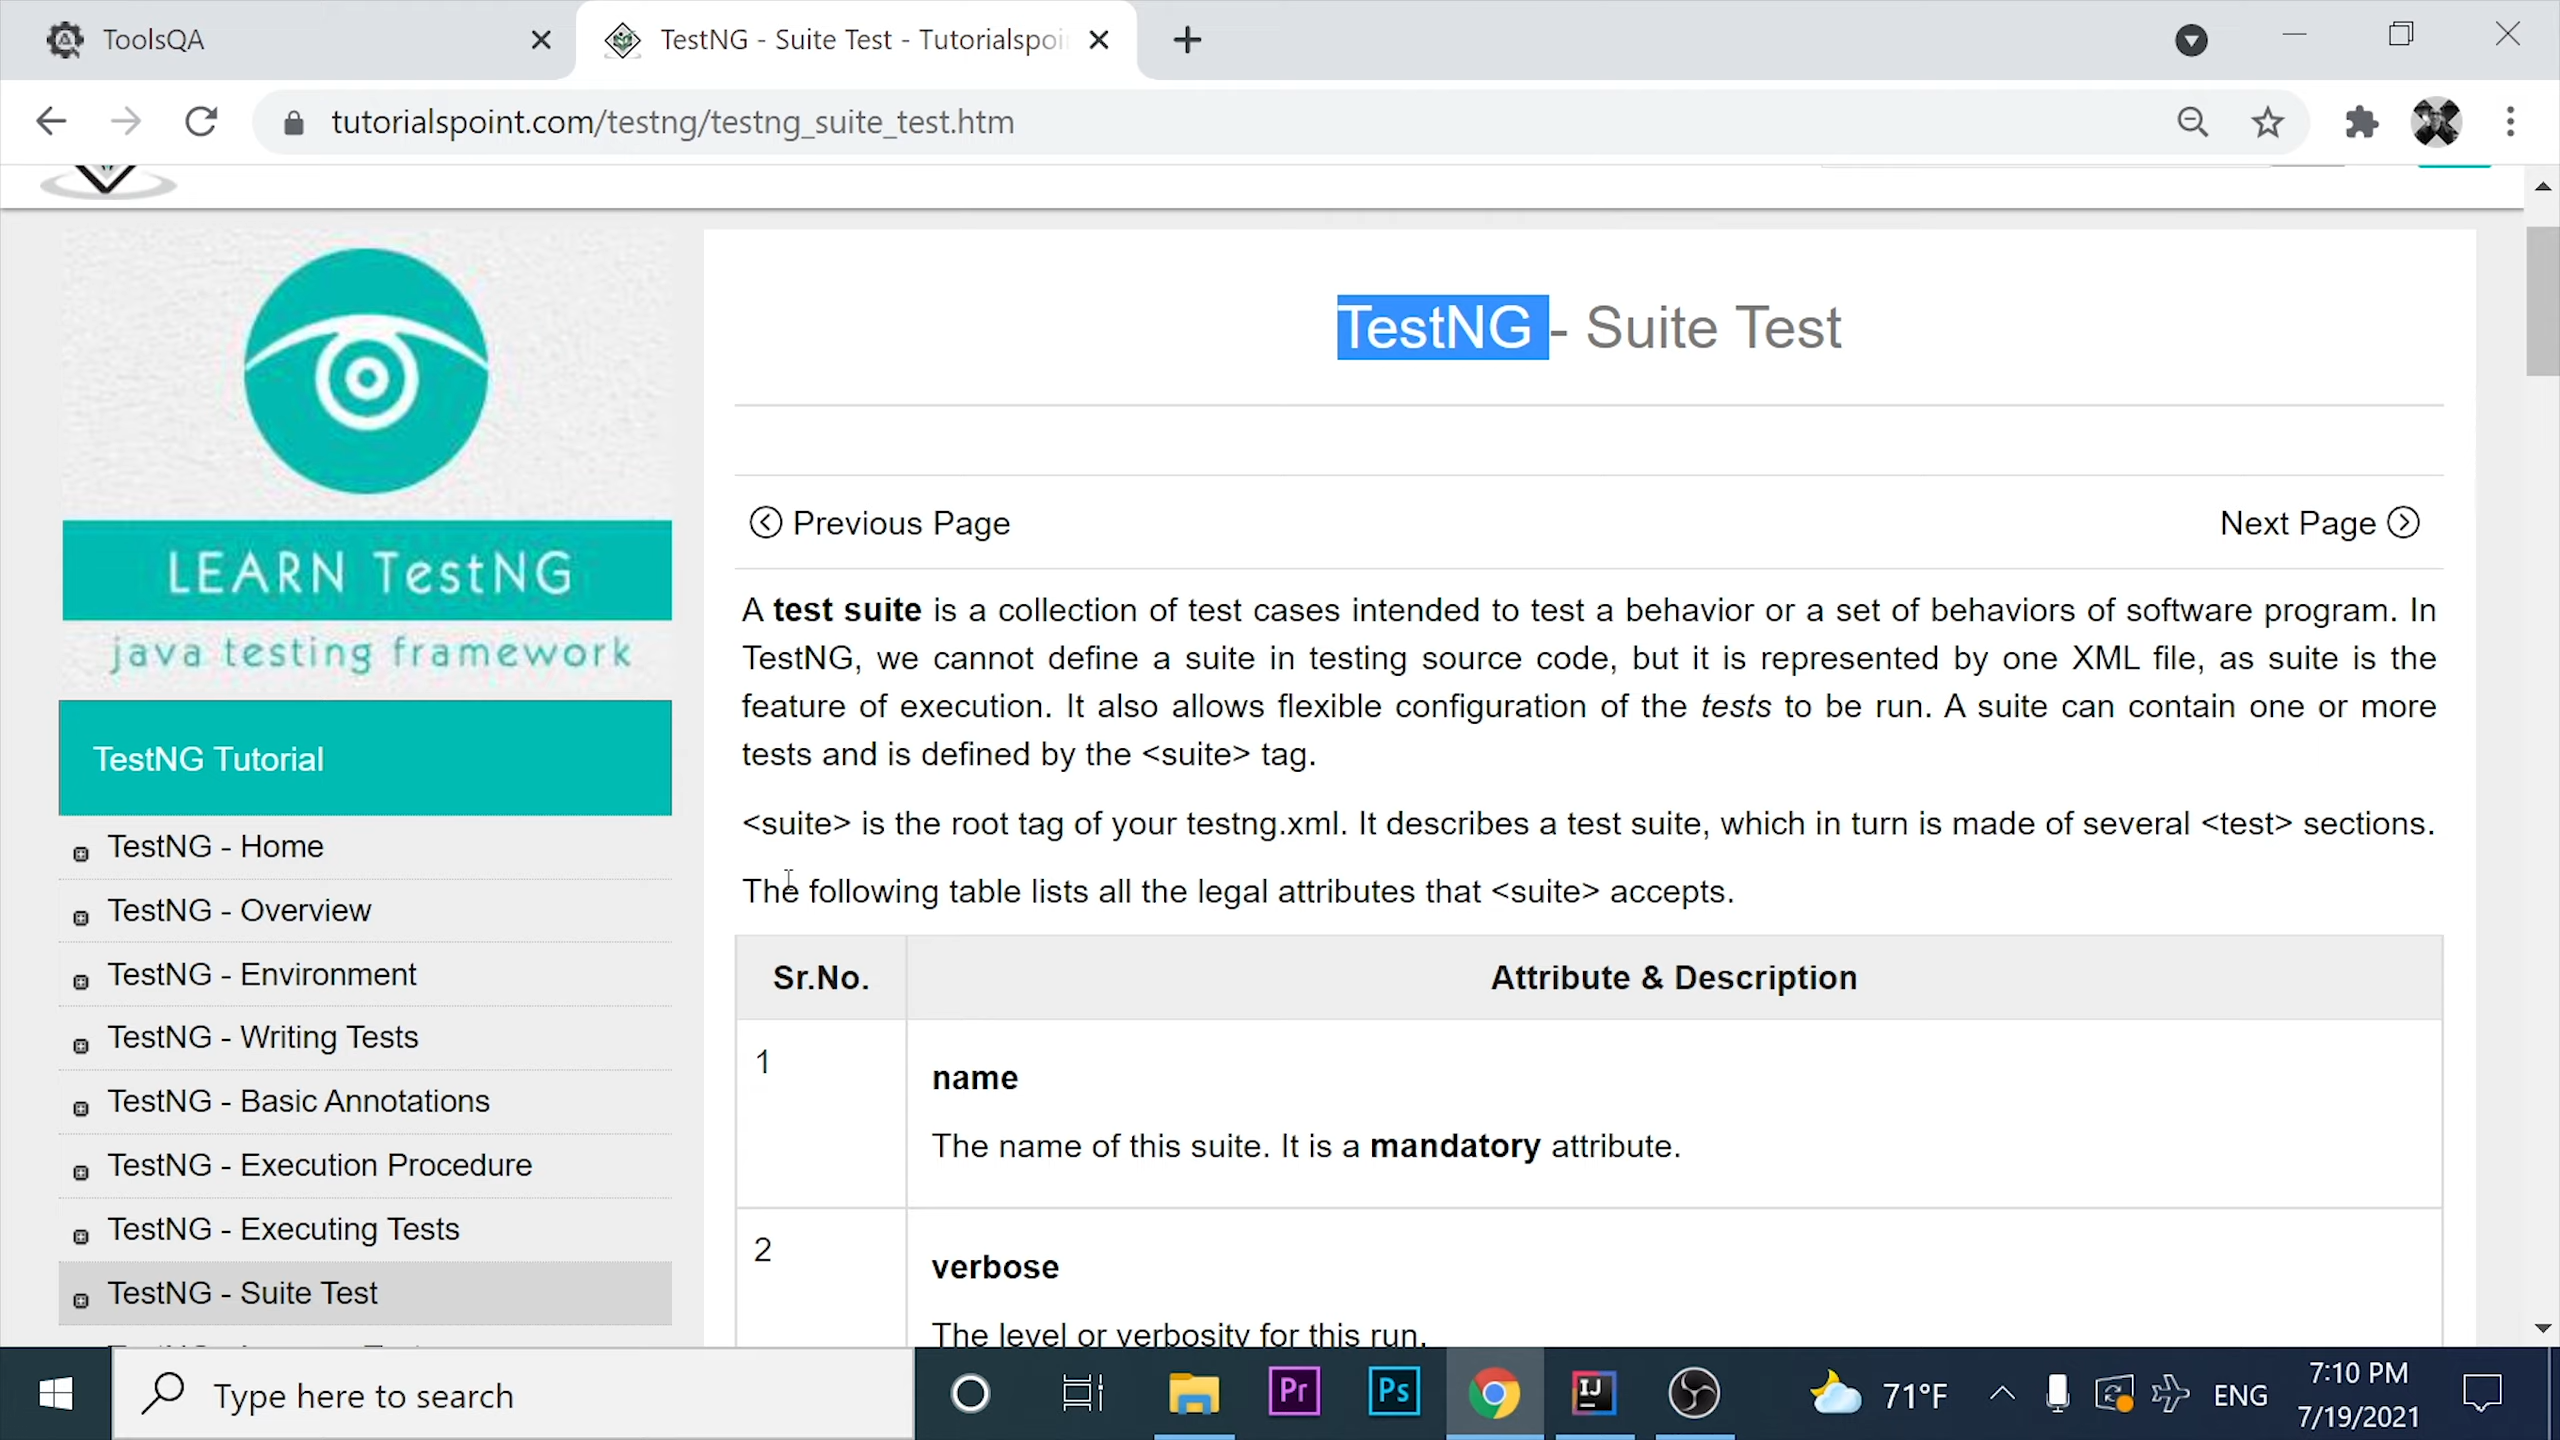 ToolsQA
TestNG - Suite Test - Tutorialspoi
tutorialspoint.com/testng/testng_suite_test.htm
LEARN TestNG
java testing framework
TestNG Tutorial
TestNG - Home
TestNG - Overview
TestNG - Environment
TestNG - Writing Tests
TestNG - Basic Annotations
TestNG - Execution Procedure
TestNG - Executing Tests
TestNG - Suite Test
TestNG - Suite Test
Previous Page
Next Page
A test suite is a collection of test cases intended to test a behavior or a set of behaviors of software program. In
TestNG, we cannot define a suite in testing source code, but it is represented by one XML file, as suite is the
feature of execution. It also allows flexible configuration of the tests to be run. A suite can contain one or more
tests and is defined by the <suite> tag.
<suite> is the root tag of your testng.xml. It describes a test suite, which in turn is made of several <test> sections.
The following table lists all the legal attributes that <suite> accepts.
Sr.No. Attribute & Description
1
name
The name of this suite. It is a mandatory attribute.
2
verbose
The level or verbosity for this run.
Type here to search
Pr
Ps
IJ
71°F
ENG
7:10 PM
7/19/2021